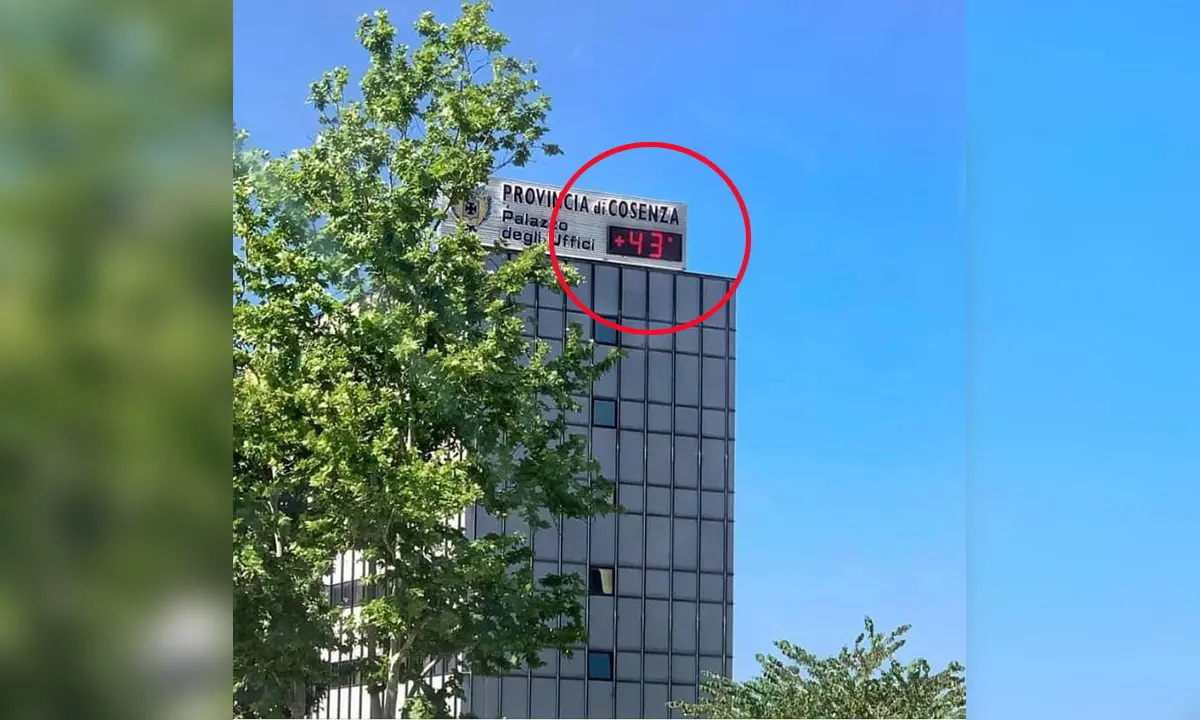 PROVINCIA di COSENZA
Palazzo
degli Uffici
+43°